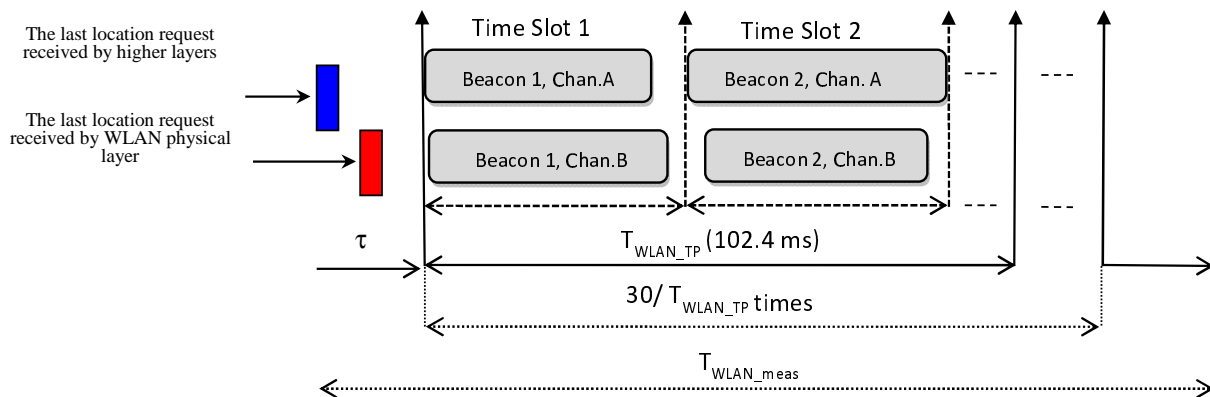 The last location request
received by higher layers
The last location request
received by WLAN physical
layer
Time Slot 1
Time Slot 2
Beacon 1, Chan.A
Beacon 2, Chan. A
Beacon 1, Chan.B
Beacon 2, Chan.B
τ
T_WLAN_TP (102.4 ms)
30/ T_WLAN_TP times
T_WLAN_meas